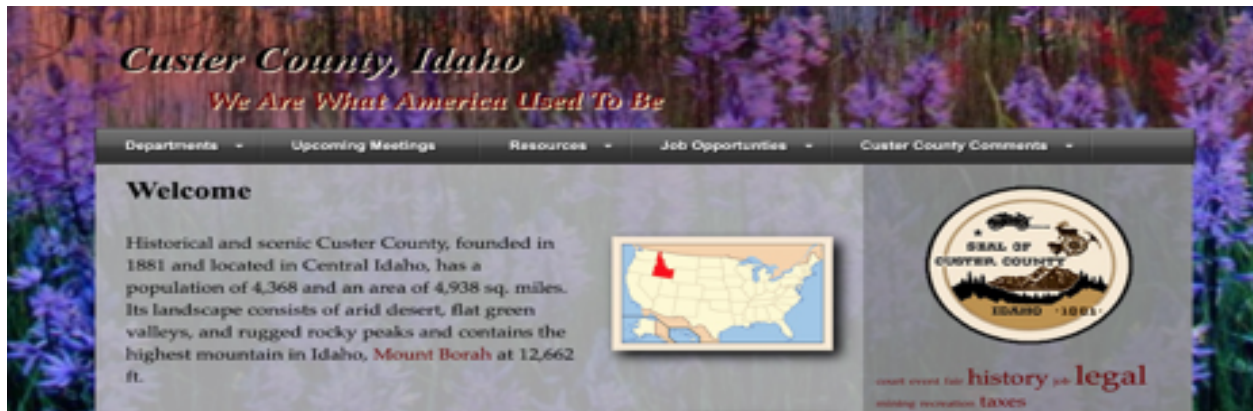 Custer County, Idaho
We Are What America Used To Be
Departments Upcoming Meetings Resources Job Opportunties Custer County Comments
Welcome
Historical and scenic Custer County, founded in
1881 and located in Central Idaho, has a
population of 4,368 and an area of 4,938 sq. miles.
Its landscape consists of arid desert, flat green
valleys, and rugged rocky peaks and contains the
highest mountain in Idaho, Mount Borah at 12,662
ft.
SEAL OF
CUSTER COUNTY
IDAHO 1881
court event fair history job legal
mining recreation taxes